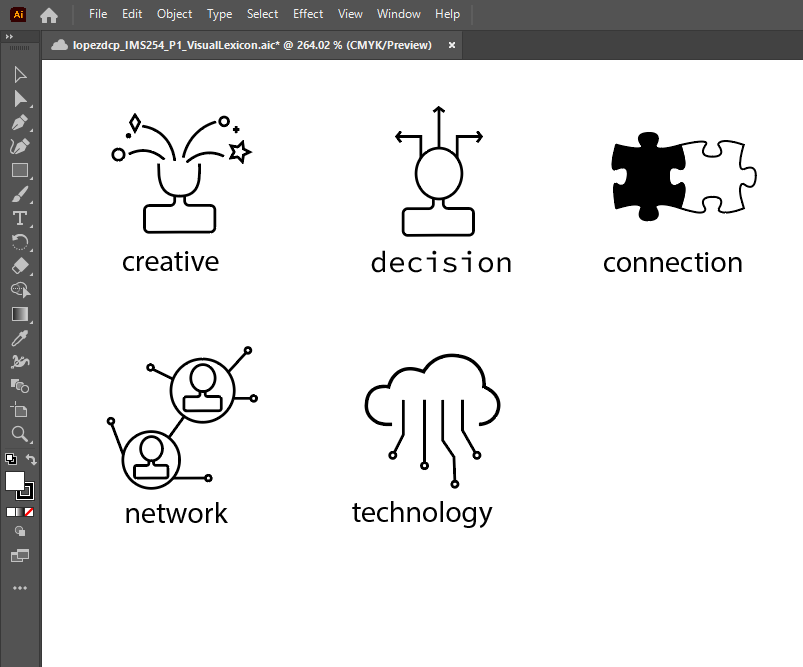 Ai File Edit Object Type Select Effect View Window Help
lopezdcp_IMS254_P1_VisualLexicon.aic* @ 264.02 % (CMYK/Preview) ×
creative decision connection
network technology